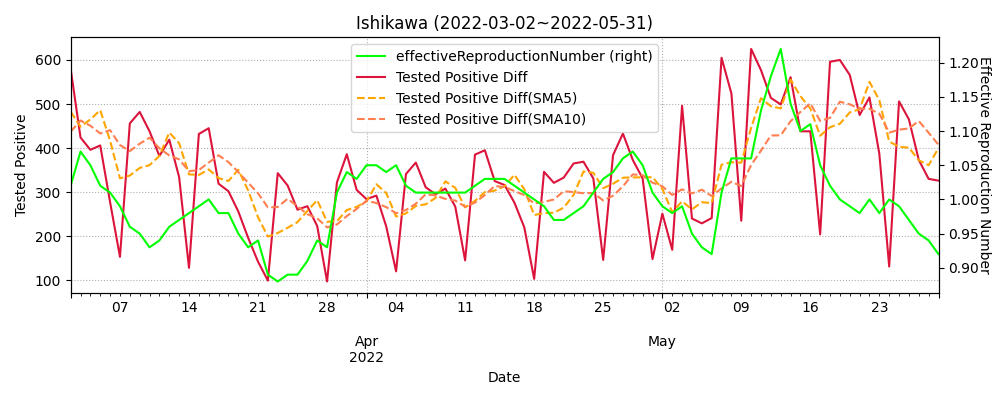 Ishikawa (2022-03-02~2022-05-31)
effectiveReproductionNumber (right)
Tested Positive Diff
Tested Positive Diff(SMA5)
Tested Positive Diff(SMA10)
Tested Positive
600
500
400
300
200
100
1.20
1.15
1.10
1.05
1.00
0.95
0.90
Effective Reproduction Number
07 14 21 28 04 11 18 25 02 09 16 23
Apr May
2022
Date